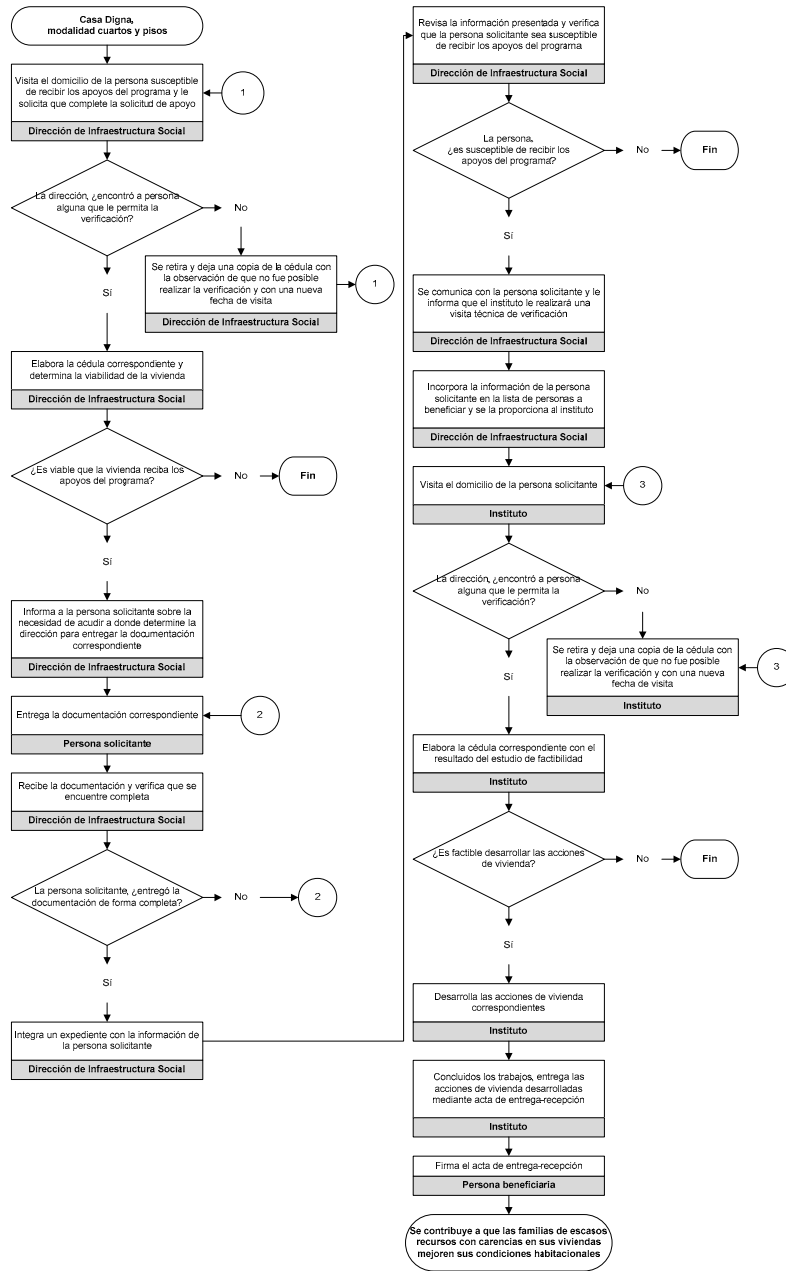 Casa Digna,
modalidad cuartos y pisos
Visita el domicilio de la persona susceptible
de recibir los apoyos del programa y le
solicita que complete la solicitud de apoyo
Dirección de Infraestructura Social
1
La dirección, ¿encontró a persona
alguna que le permita la
verificación?
No
Se retira y deja una copia de la cédula con
la observación de que no fue posible
realizar la verificación y con una nueva
fecha de visita
Dirección de Infraestructura Social
1
Sí
Elabora la cédula correspondiente y
determina la viabilidad de la vivienda
Dirección de Infraestructura Social
¿Es viable que la vivienda reciba los
apoyos del programa?
No
Fin
Sí
Informa a la persona solicitante sobre la
necesidad de acudir a donde determine la
dirección para entregar la documentación
correspondiente
Dirección de Infraestructura Social
Entrega la documentación correspondiente
Persona solicitante
2
Recibe la documentación y verifica que se
encuentre completa
Dirección de Infraestructura Social
La persona solicitante, ¿entregó la
documentación de forma completa?
No
2
Sí
Integra un expediente con la información de
la persona solicitante
Dirección de Infraestructura Social
Revisa la información presentada y verifica
que la persona solicitante sea susceptible
de recibir los apoyos del programa
Dirección de Infraestructura Social
La persona,
¿es susceptible de recibir los
apoyos del programa?
No
Fin
Sí
Se comunica con la persona solicitante y le
informa que el instituto le realizará una
visita técnica de verificación
Dirección de Infraestructura Social
Incorpora la información de la persona
solicitante en la lista de personas a
beneficiar y se la proporciona al instituto
Dirección de Infraestructura Social
Visita el domicilio de la persona solicitante
Instituto
3
La dirección, ¿encontró a persona
alguna que le permita la
verificación?
No
Se retira y deja una copia de la cédula con
la observación de que no fue posible
realizar la verificación y con una nueva
fecha de visita
Instituto
3
Sí
Elabora la cédula correspondiente con el
resultado del estudio de factibilidad
Instituto
¿Es factible desarrollar las acciones
de vivienda?
No
Fin
Sí
Desarrolla las acciones de vivienda
correspondientes
Instituto
Concluidos los trabajos, entrega las
acciones de vivienda desarrolladas
mediante acta de entrega-recepción
Instituto
Firma el acta de entrega-recepción
Persona beneficiaria
Se contribuye a que las familias de escasos
recursos con carencias en sus viviendas
mejoren sus condiciones habitacionales